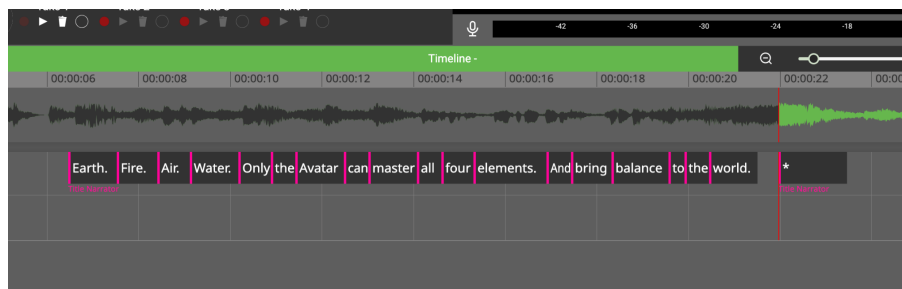 -42 -36 -30 -24 -18
Timeline -
00:00:06 00:00:08 00:00:10 00:00:12 00:00:14 00:00:16 00:00:18 00:00:20 00:00:22
Earth. Fire. Air. Water. Only the Avatar can master all four elements. And bring balance to the world. *